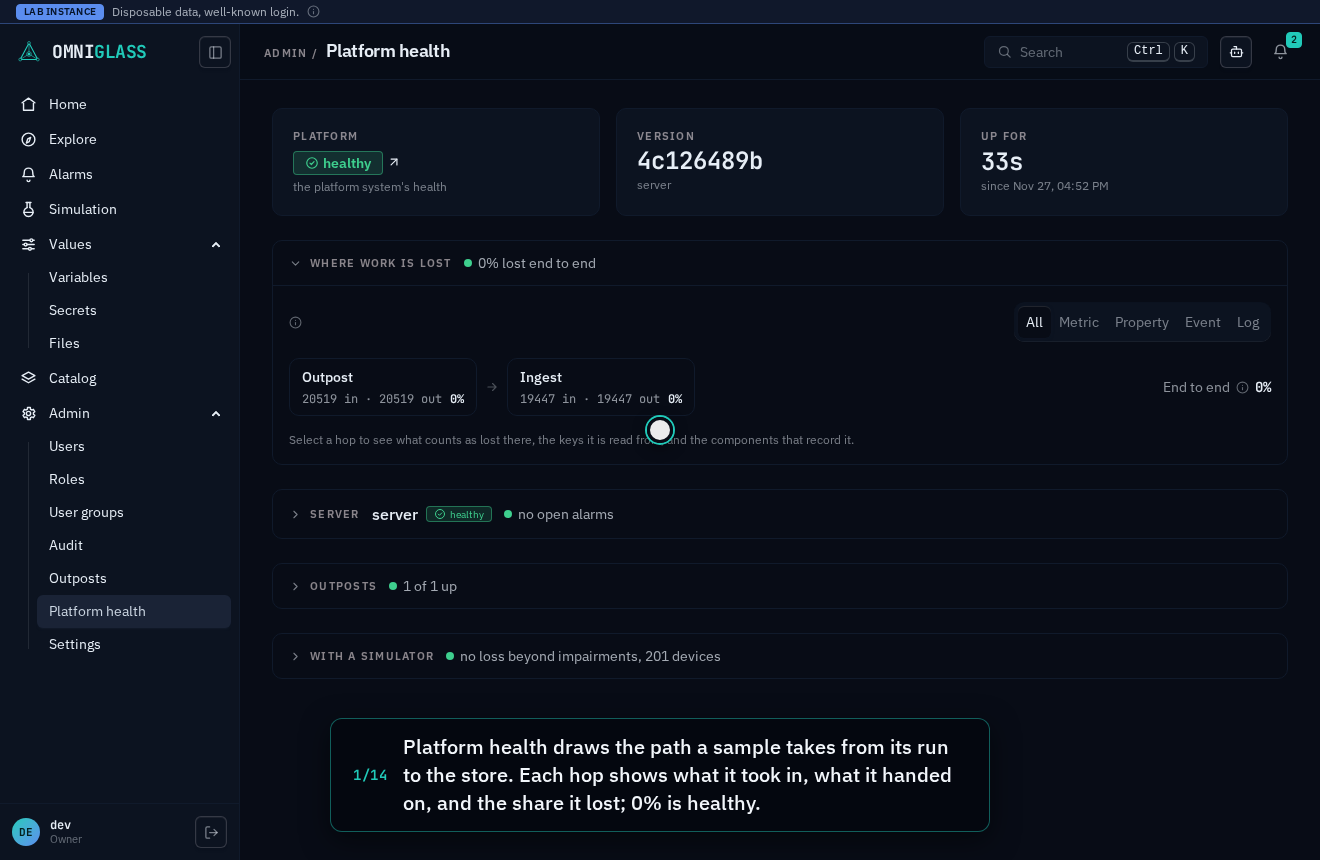 LAB INSTANCE Disposable data, well-known login.
OMNIGLASS
ADMIN / Platform health
Search Ctrl K
2
Home
Explore
Alarms
Simulation
Values
Variables
Secrets
Files
Catalog
Admin
Users
Roles
User groups
Audit
Outposts
Platform health
Settings
DE dev
Owner
PLATFORM
healthy
the platform system's health
VERSION
4c126489b
server
UP FOR
33s
since Nov 27, 04:52 PM
WHERE WORK IS LOST 0% lost end to end
All Metric Property Event Log
Outpost
20519 in · 20519 out 0%
Ingest
19447 in · 19447 out 0%
End to end 0%
Select a hop to see what counts as lost there, the keys it is read and the components that record it.
SERVER server healthy no open alarms
OUTPOSTS 1 of 1 up
WITH A SIMULATOR no loss beyond impairments, 201 devices
1/14
Platform health draws the path a sample takes from its run
to the store. Each hop shows what it took in, what it handed
on, and the share it lost; 0% is healthy.